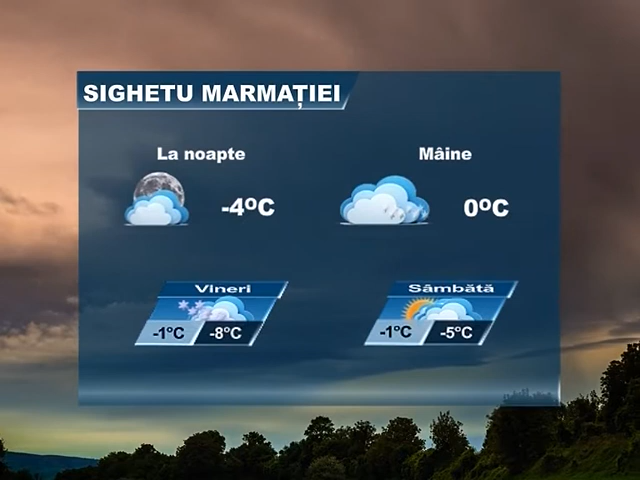 SIGHETU MARMAȚIEI
La noapte
Mâine
-4ºC
0ºC
Vineri
Sâmbătă
-1ºC
-8ºC
-1ºC
-5ºC